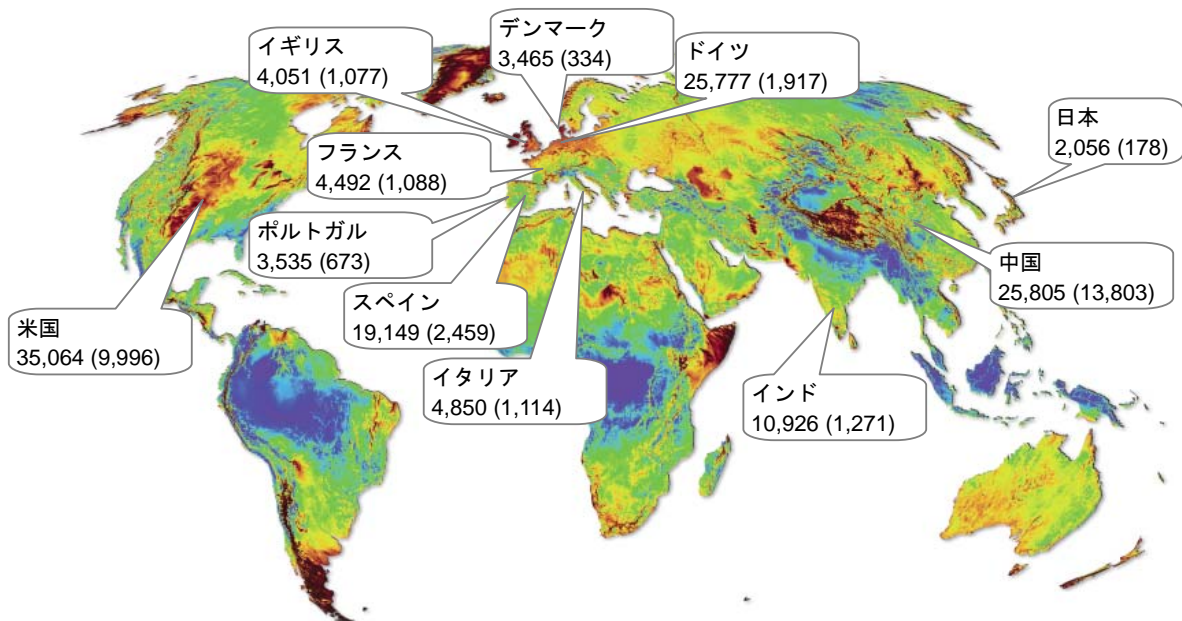 イギリス
4,051 (1,077)
デンマーク
3,465 (334)
ドイツ
25,777 (1,917)
日本
2,056 (178)
フランス
4,492 (1,088)
ポルトガル
3,535 (673)
中国
25,805 (13,803)
スペイン
19,149 (2,459)
米国
35,064 (9,996)
イタリア
4,850 (1,114)
インド
10,926 (1,271)